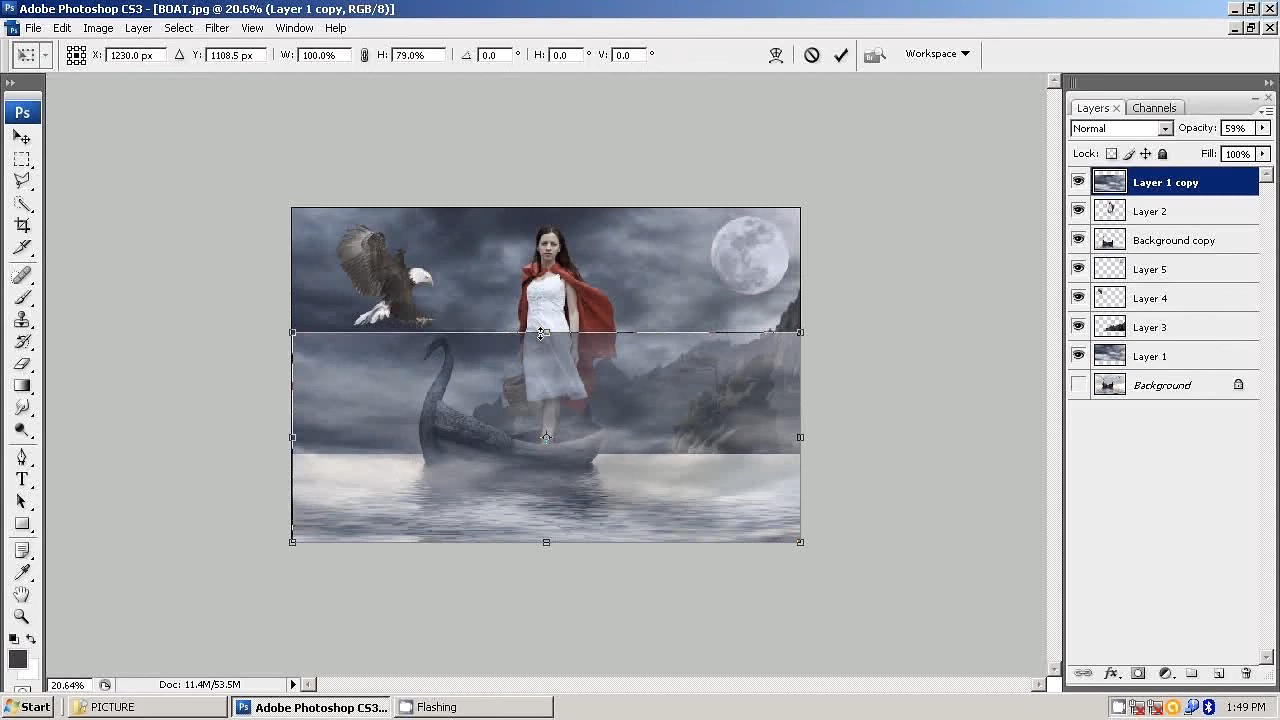 Adobe Photoshop CS3 - [BOAT.jpg @ 20.6% (Layer 1 copy, RGB/8)]
File Edit Image Layer Select Filter View Window Help
X: 1230.0 px Y: 1108.5 px W: 100.0% H: 79.0% 0.0 ° H: 0.0 ° V: 0.0 ° Workspace
Ps
Layers Channels
Normal Opacity: 59%
Lock: Fill: 100%
Layer 1 copy
Layer 2
Background copy
Layer 5
Layer 4
Layer 3
Layer 1
Background
20.64% Doc: 11.4M/53.5M
Start PICTURE Adobe Photoshop CS3... Flashing 1:49 PM